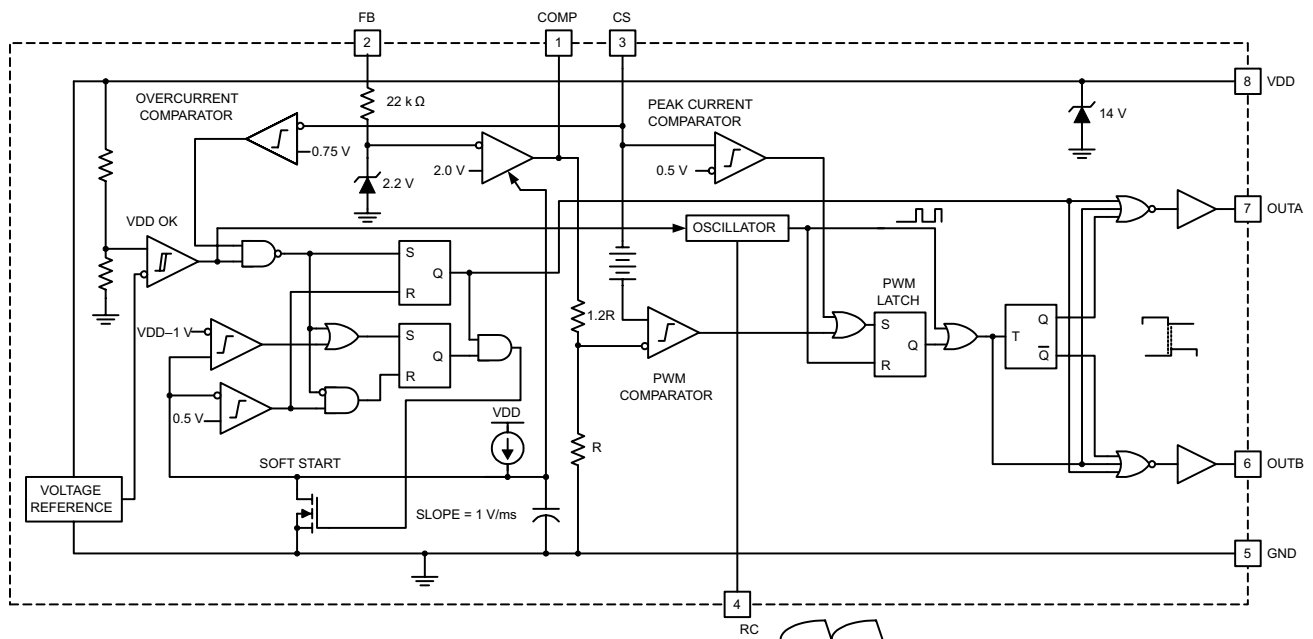 FB
COMP
CS
2
1
3
8
VDD
OVERCURRENT
COMPARATOR
22 k Ω
PEAK CURRENT
COMPARATOR
14 V
0.75 V
2.0 V
0.5 V
2.2 V
VDD OK
7
OUTA
OSCILLATOR
S
Q
R
PWM
LATCH
VDD–1 V
1.2R
S
Q
R
S
Q
R
T
Q
Q
PWM
COMPARATOR
0.5 V
VDD
R
SOFT START
6
OUTB
VOLTAGE
REFERENCE
SLOPE = 1 V/ms
5
GND
4
RC